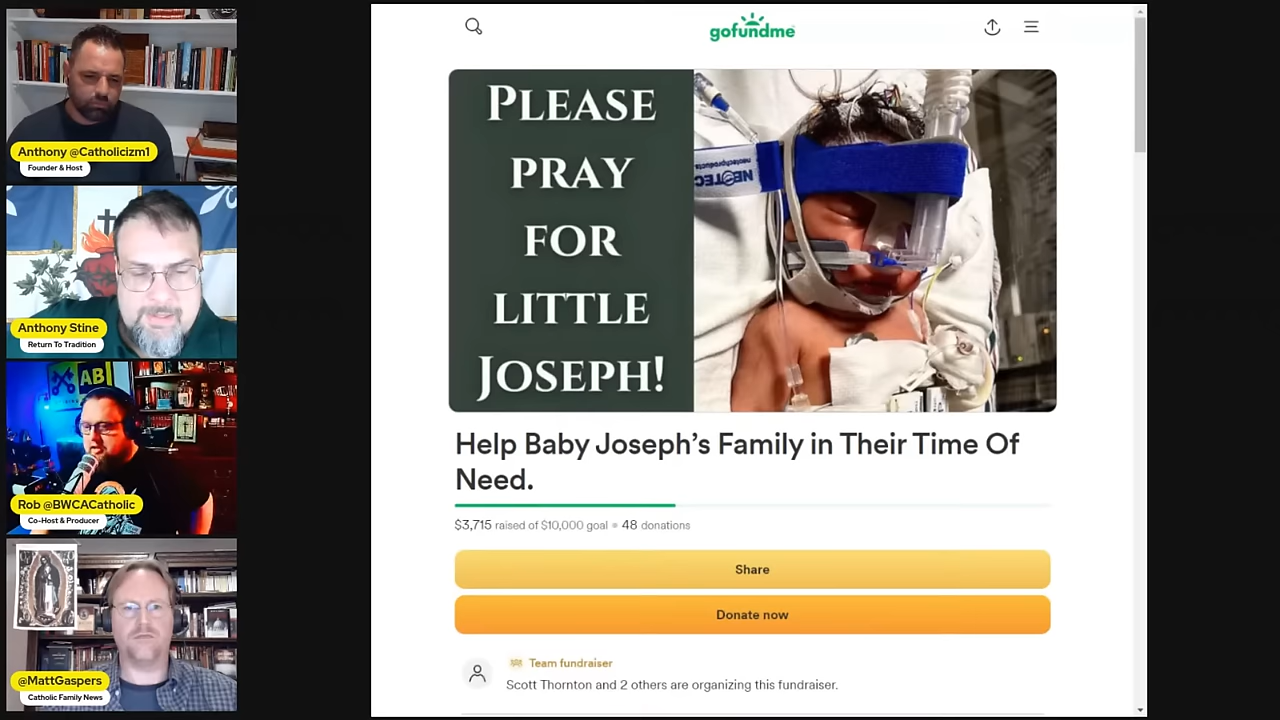 Anthony @Catholicizm1
Founder & Host
Anthony Stine
Return To Tradition
AB
Rob @BWCACatholic
Co-Host & Producer
@MattGaspers
Catholic Family News
gofundme
PLEASE
PRAY
FOR
LITTLE
JOSEPH!
Help Baby Joseph's Family in Their Time Of
Need.
$3,715 raised of $10,000 goal • 48 donations
Share
Donate now
Team fundraiser
Scott Thornton and 2 others are organizing this fundraiser.